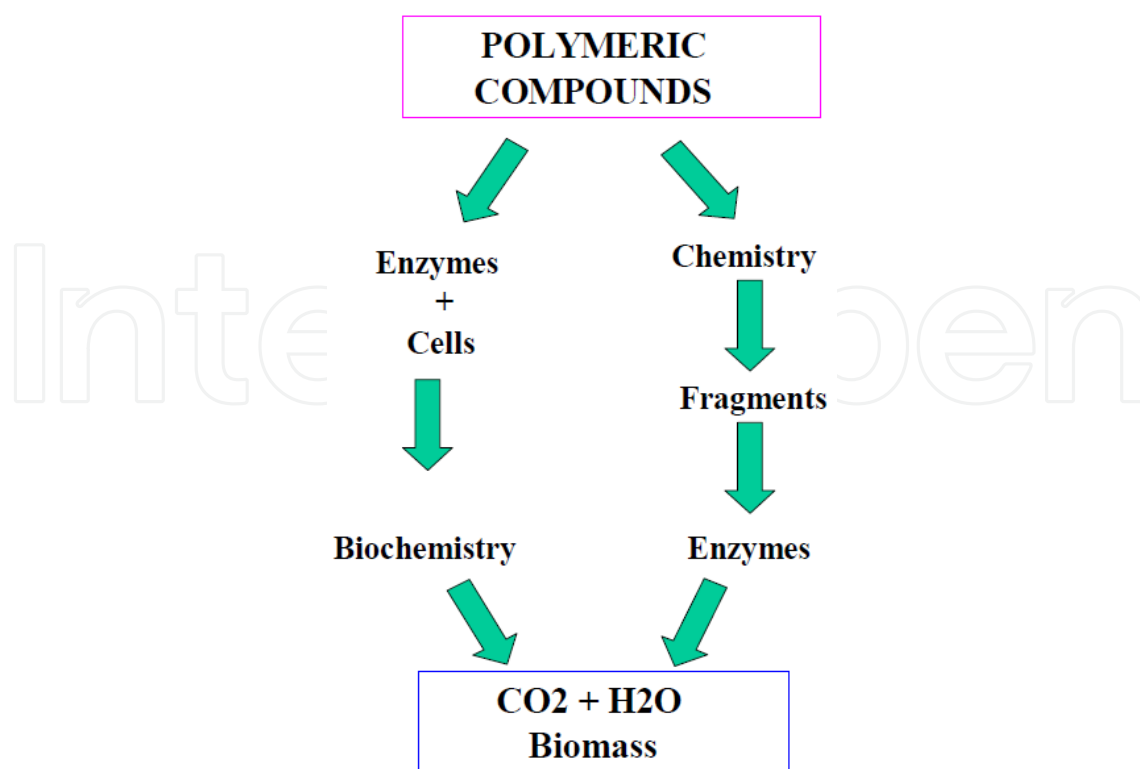 POLYMERIC
COMPOUNDS
Enzymes
+
Cells
Chemistry
Fragments
Biochemistry
Enzymes
CO2 + H2O
Biomass